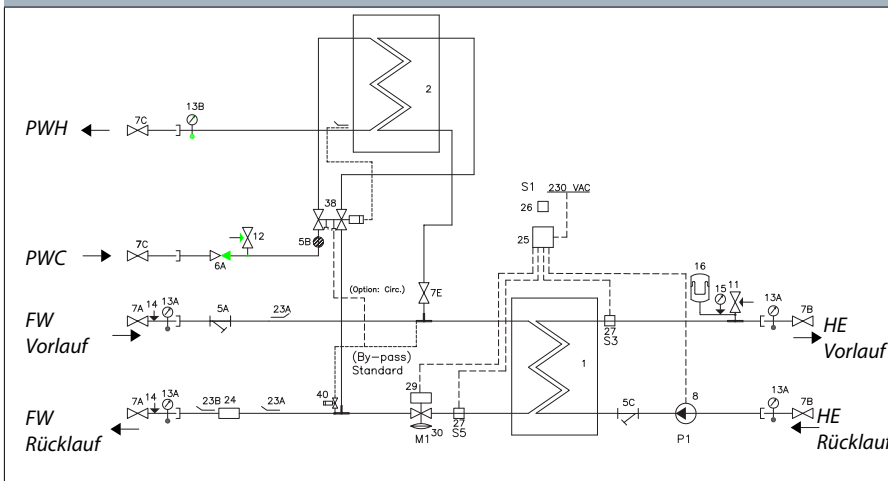 2
13B
7C
PWH
S1
230 VAC
26
38
25
12
7C
5B
PWC
6A
16
11
15
(Option: Circ.)
7E
7A
14
13A
5A
23A
13A
7B
FW
Vorlauf
27
S3
HE
Vorlauf
1
(By-pass)
Standard
40
29
8
13A
7B
7A
14
13A
23B
24
23A
27
5C
FW
Rücklauf
M1
30
S5
P1
HE
Rücklauf